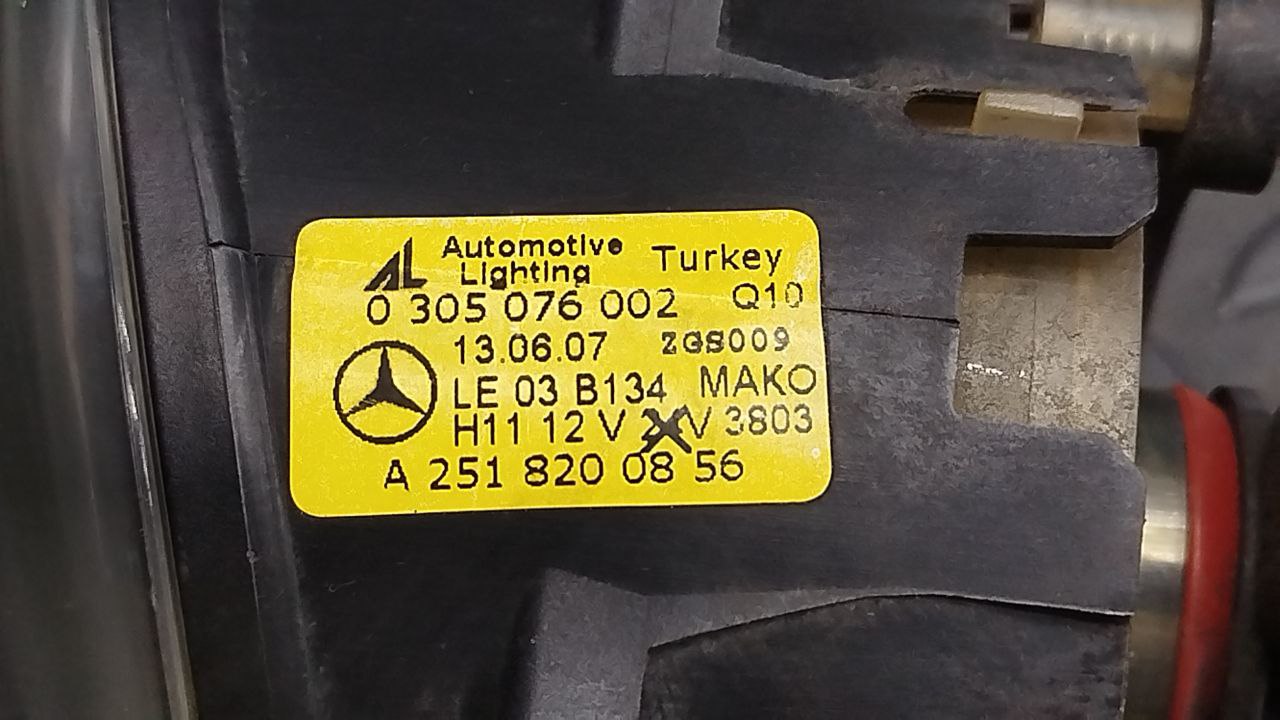 AL Automotive Lighting Turkey
0 305 076 002 Q10
13.06.07 ZGS009
LE 03 B134 MAKO
H11 12 V V 3803
A 251 820 08 56